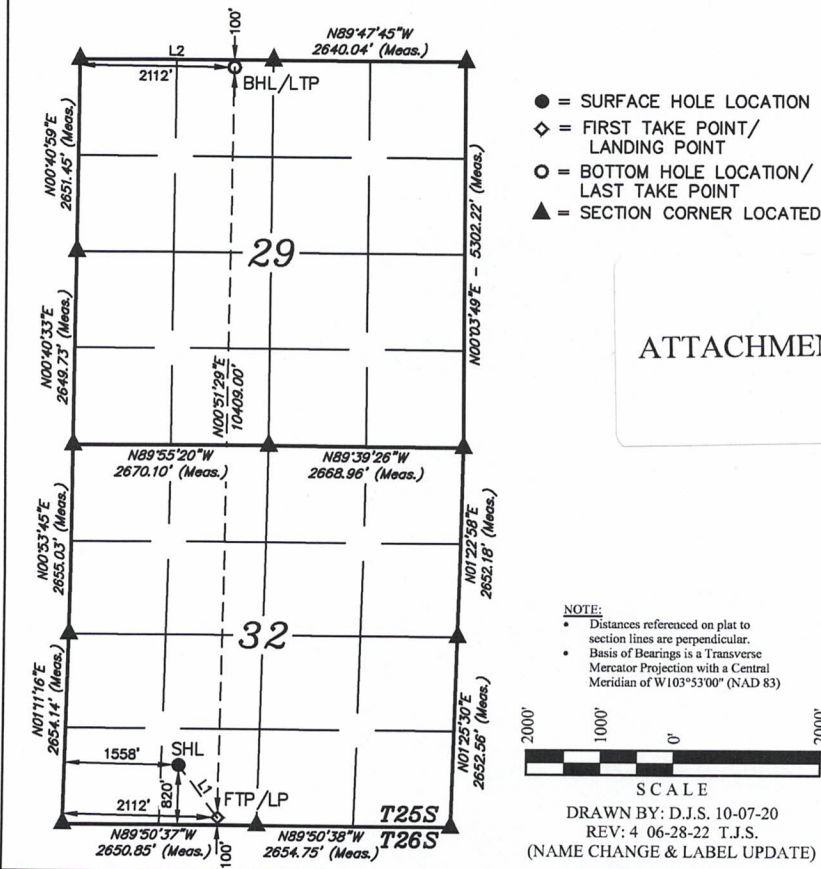 N89°47'45"W
2640.04' (Meas.)
100'
L2
2112'
BHL/LTP
N00°40'59"E
2651.45' (Meas.)
29
N00°03'49"E - 5302.22' (Meas.)
N00°40'33"E
2649.73' (Meas.)
N00°51'29"E
10409.00'
N89°55'20"W
2670.10' (Meas.)
N89°39'26"W
2668.96' (Meas.)
N00°53'45"E
2655.03' (Meas.)
N01°22'58"E
2652.18' (Meas.)
32
N01°11'16"E
2654.14' (Meas.)
N01°25'30"E
2652.56' (Meas.)
1558'
SHL
820'
L1
2112'
FTP/LP
T25S
N89°50'37"W
2650.85' (Meas.)
N89°50'38"W
2654.75' (Meas.)
T26S
100'
= SURFACE HOLE LOCATION
= FIRST TAKE POINT/
LANDING POINT
= BOTTOM HOLE LOCATION/
LAST TAKE POINT
= SECTION CORNER LOCATED
ATTACHMEN
NOTE:
• Distances referenced on plat to
section lines are perpendicular.
• Basis of Bearings is a Transverse
Mercator Projection with a Central
Meridian of W103°53'00" (NAD 83)
2000' 1000' 0' 2000'
SCALE
DRAWN BY: D.J.S. 10-07-20
REV: 4 06-28-22 T.J.S.
(NAME CHANGE & LABEL UPDATE)